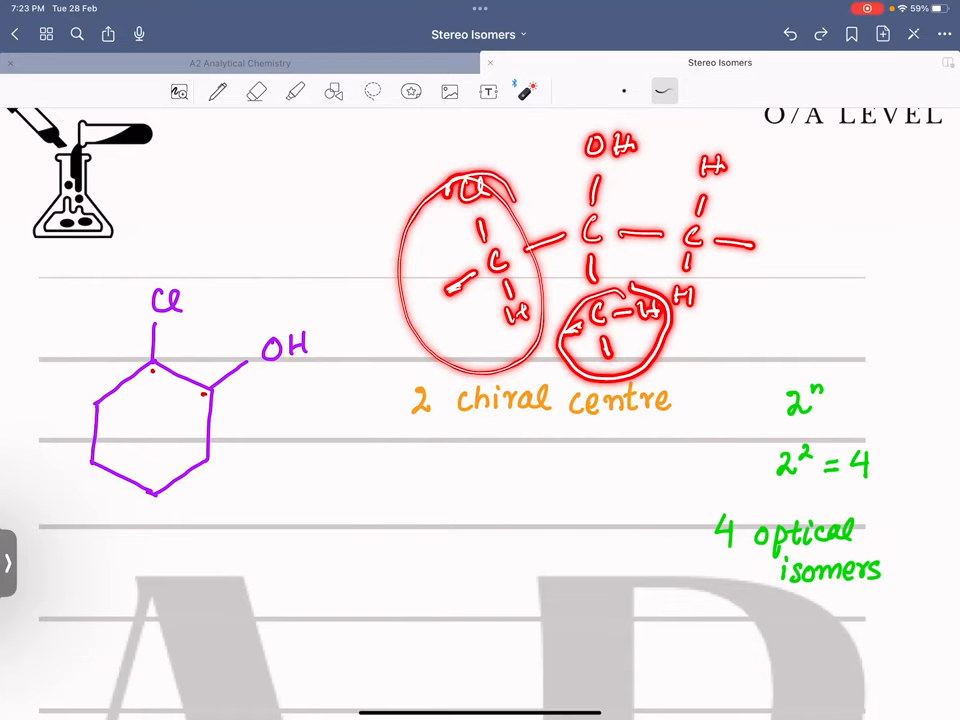 7:23 PM Tue 28 Feb
59%
Stereo Isomers
A2 Analytical Chemistry
Stereo Isomers
T
O/A LEVEL
OH
H
Cl
C
C
C
H
H
C
H
Cl
OH
2 chiral centre
2ⁿ
2² = 4
4 optical
isomers